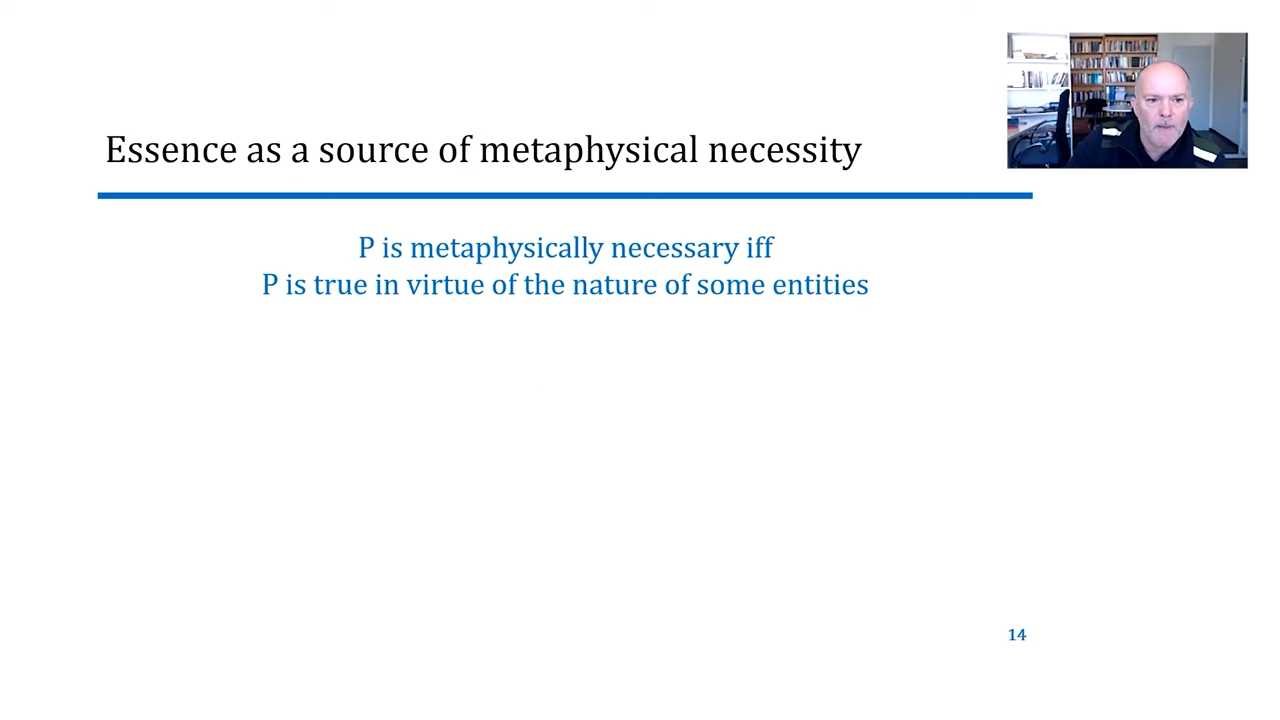 Essence as a source of metaphysical necessity
P is metaphysically necessary iff
P is true in virtue of the nature of some entities
14